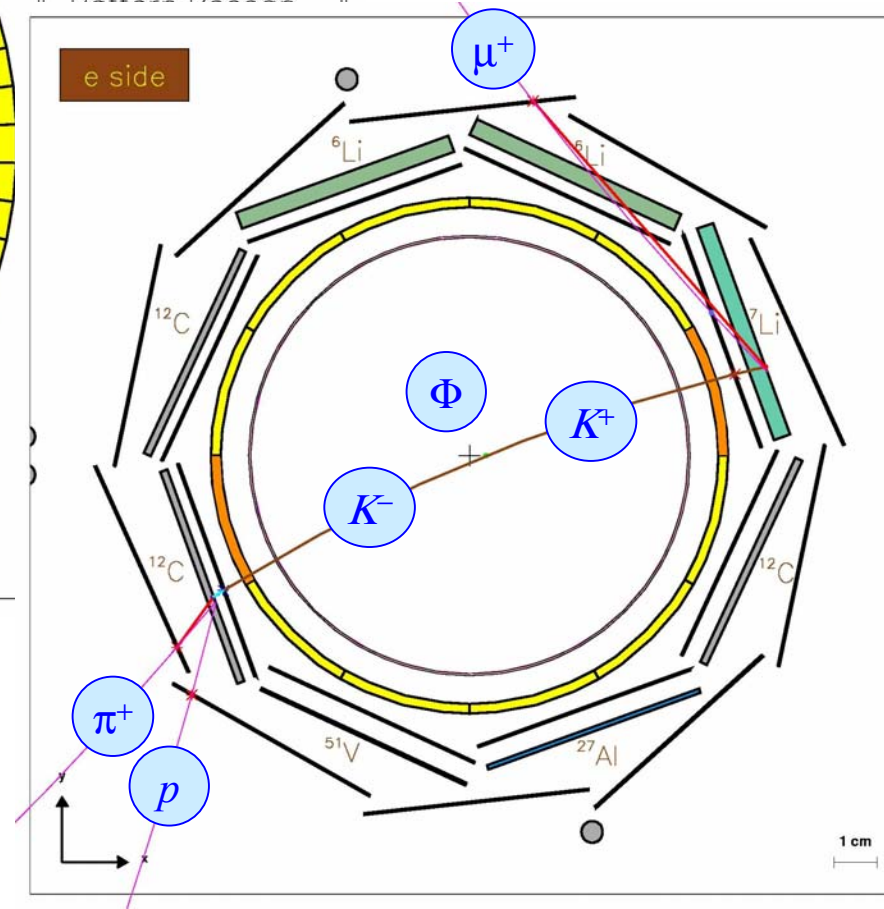 e side
μ⁺
⁶Li
⁶Li
¹²C
⁷Li
Φ
K⁺
K⁻
¹²C
¹²C
π⁺
p
⁵¹V
²⁷Al
y
x
1 cm